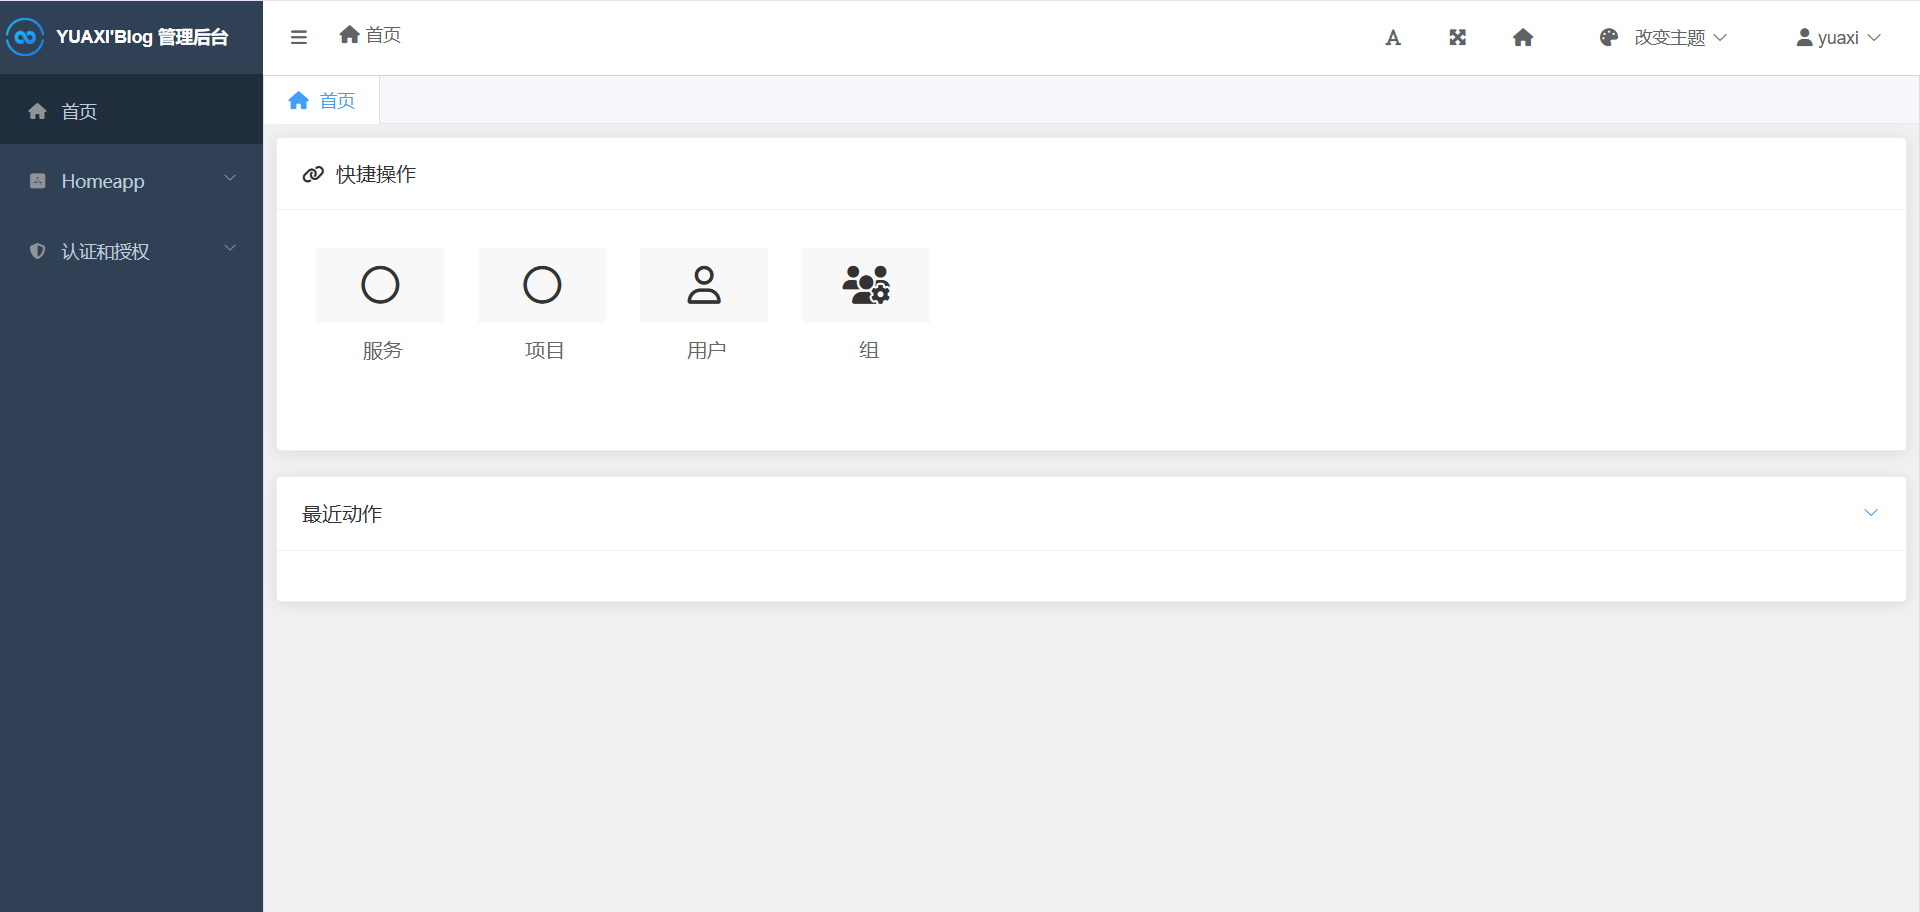 YUAXI'Blog 管理后台
首页
改变主题
yuaxi
首页
Homeapp
认证和授权
首页
快捷操作
服务
项目
用户
组
最近动作